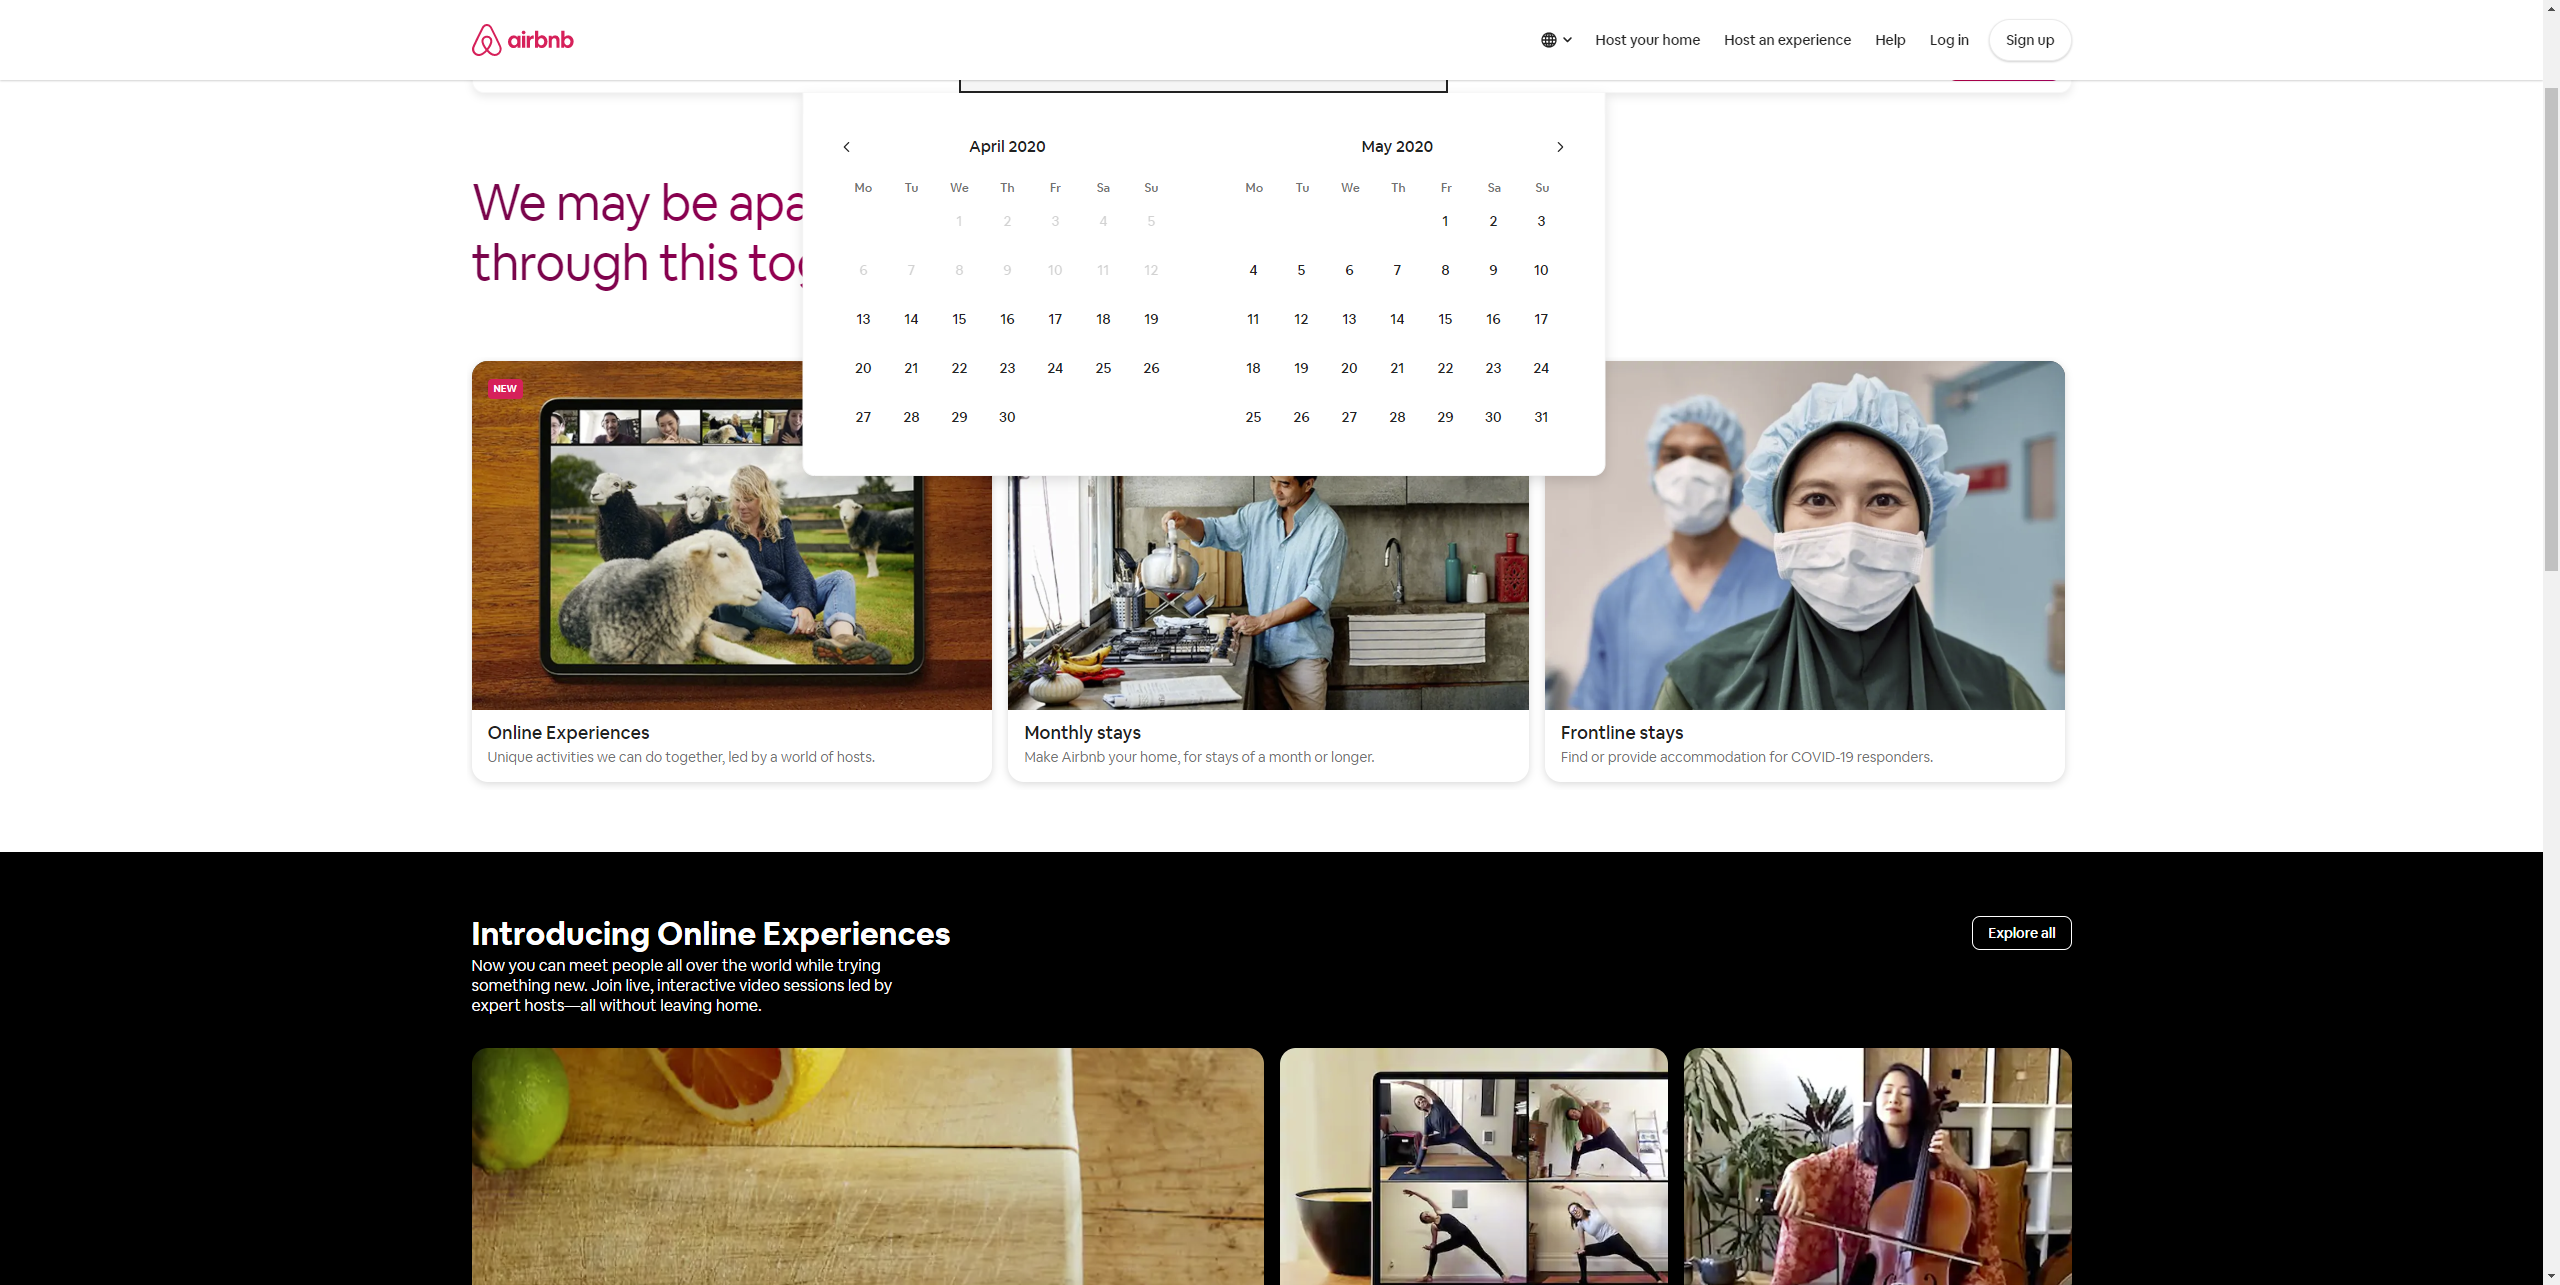 airbnb
Host your home
Host an experience
Help
Log in
Sign up
We may be
through this
April 2020
Mo Tu We Th Fr Sa Su
1 2 3 4 5
6 7 8 9 10 11 12
13 14 15 16 17 18 19
20 21 22 23 24 25 26
27 28 29 30
May 2020
Mo Tu We Th Fr Sa Su
1 2 3
4 5 6 7 8 9 10
11 12 13 14 15 16 17
18 19 20 21 22 23 24
25 26 27 28 29 30 31
NEW
Online Experiences
Unique activities we can do together, led by a world of hosts.
Monthly stays
Make Airbnb your home, for stays of a month or longer.
Frontline stays
Find or provide accommodation for COVID-19 responders.
Introducing Online Experiences
Now you can meet people all over the world while trying
something new. Join live, interactive video sessions led by
expert hosts—all without leaving home.
Explore all